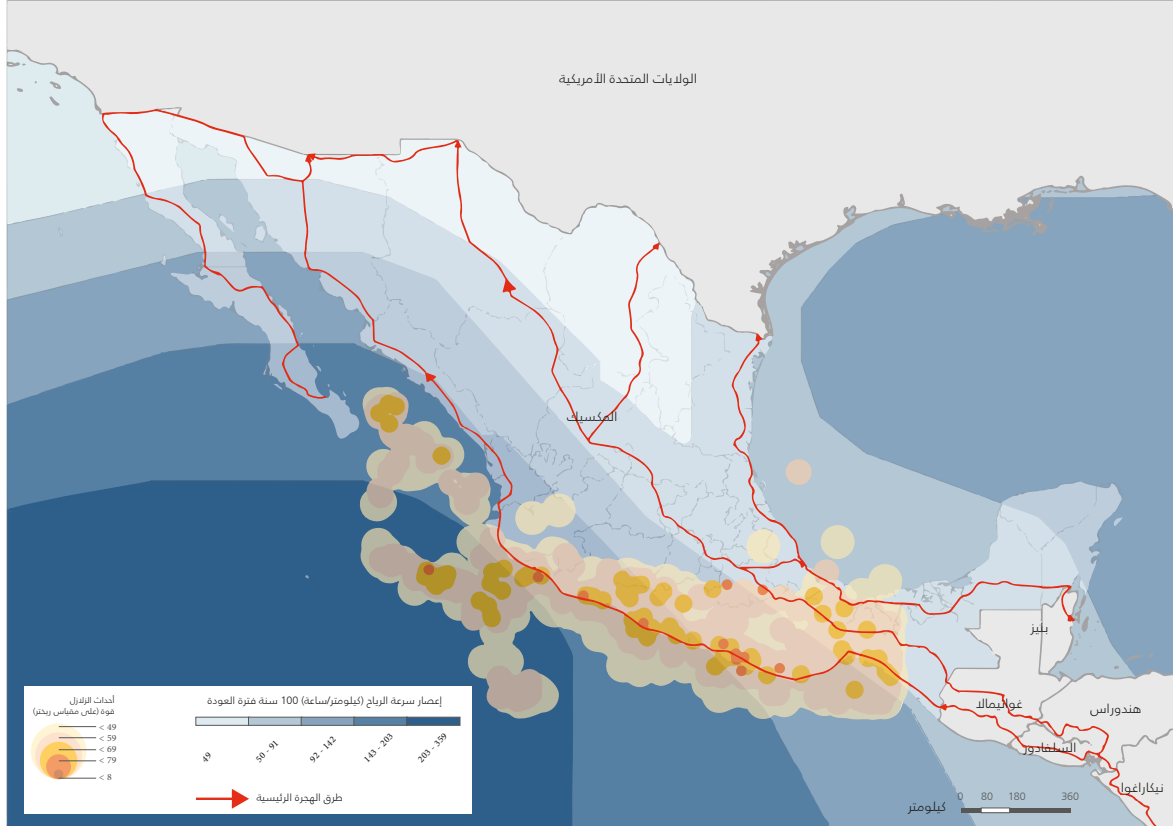 الولايات المتحدة الأمريكية
المكسيك
بليز
غواتيمالا
هندوراس
السلفادور
نيكاراغوا
كيلومتر
0 80 180 360
أحداث الزلازل
قوة (على مقياس ريختر)
< 49
< 59
< 69
< 79
< 8
إعصار سرعة الرياح (كيلومتر/ساعة) 100 سنة فترة العودة
49
50 - 91
92 - 142
143 - 203
203 - 359
طرق الهجرة الرئيسية